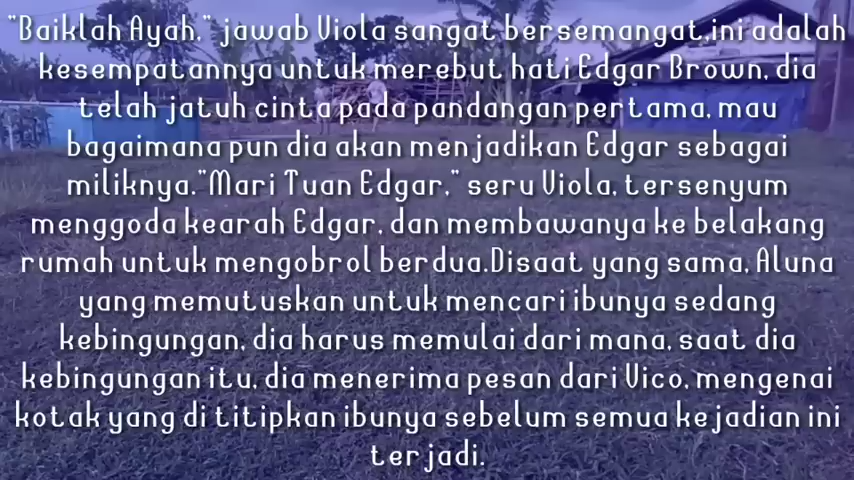 "Baiklah Ayah," jawab Viola sangat bersemangat,ini adalah
kesempatannya untuk merebut hati Edgar Brown, dia
telah jatuh cinta pada pandangan pertama, mau
bagaimana pun dia akan menjadikan Edgar sebagai
miliknya."Mari Tuan Edgar," seru Viola, tersenyum
menggoda kearah Edgar, dan membawanya ke belakang
rumah untuk mengobrol berdua.Disaat yang sama, Aluna
yang memutuskan untuk mencari ibunya sedang
kebingungan, dia harus memulai dari mana, saat dia
kebingungan itu, dia menerima pesan dari Vico, mengenai
kotak yang di titipkan ibunya sebelum semua kejadian ini
terjadi.